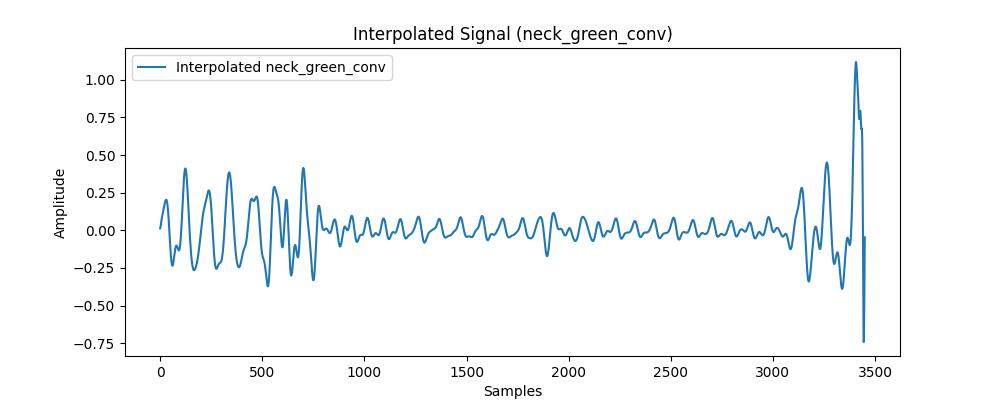 Interpolated Signal (neck_green_conv)
Interpolated neck_green_conv
1.00
0.75
0.50
0.25
0.00
−0.25
−0.50
−0.75
Amplitude
0 500 1000 1500 2000 2500 3000 3500
Samples